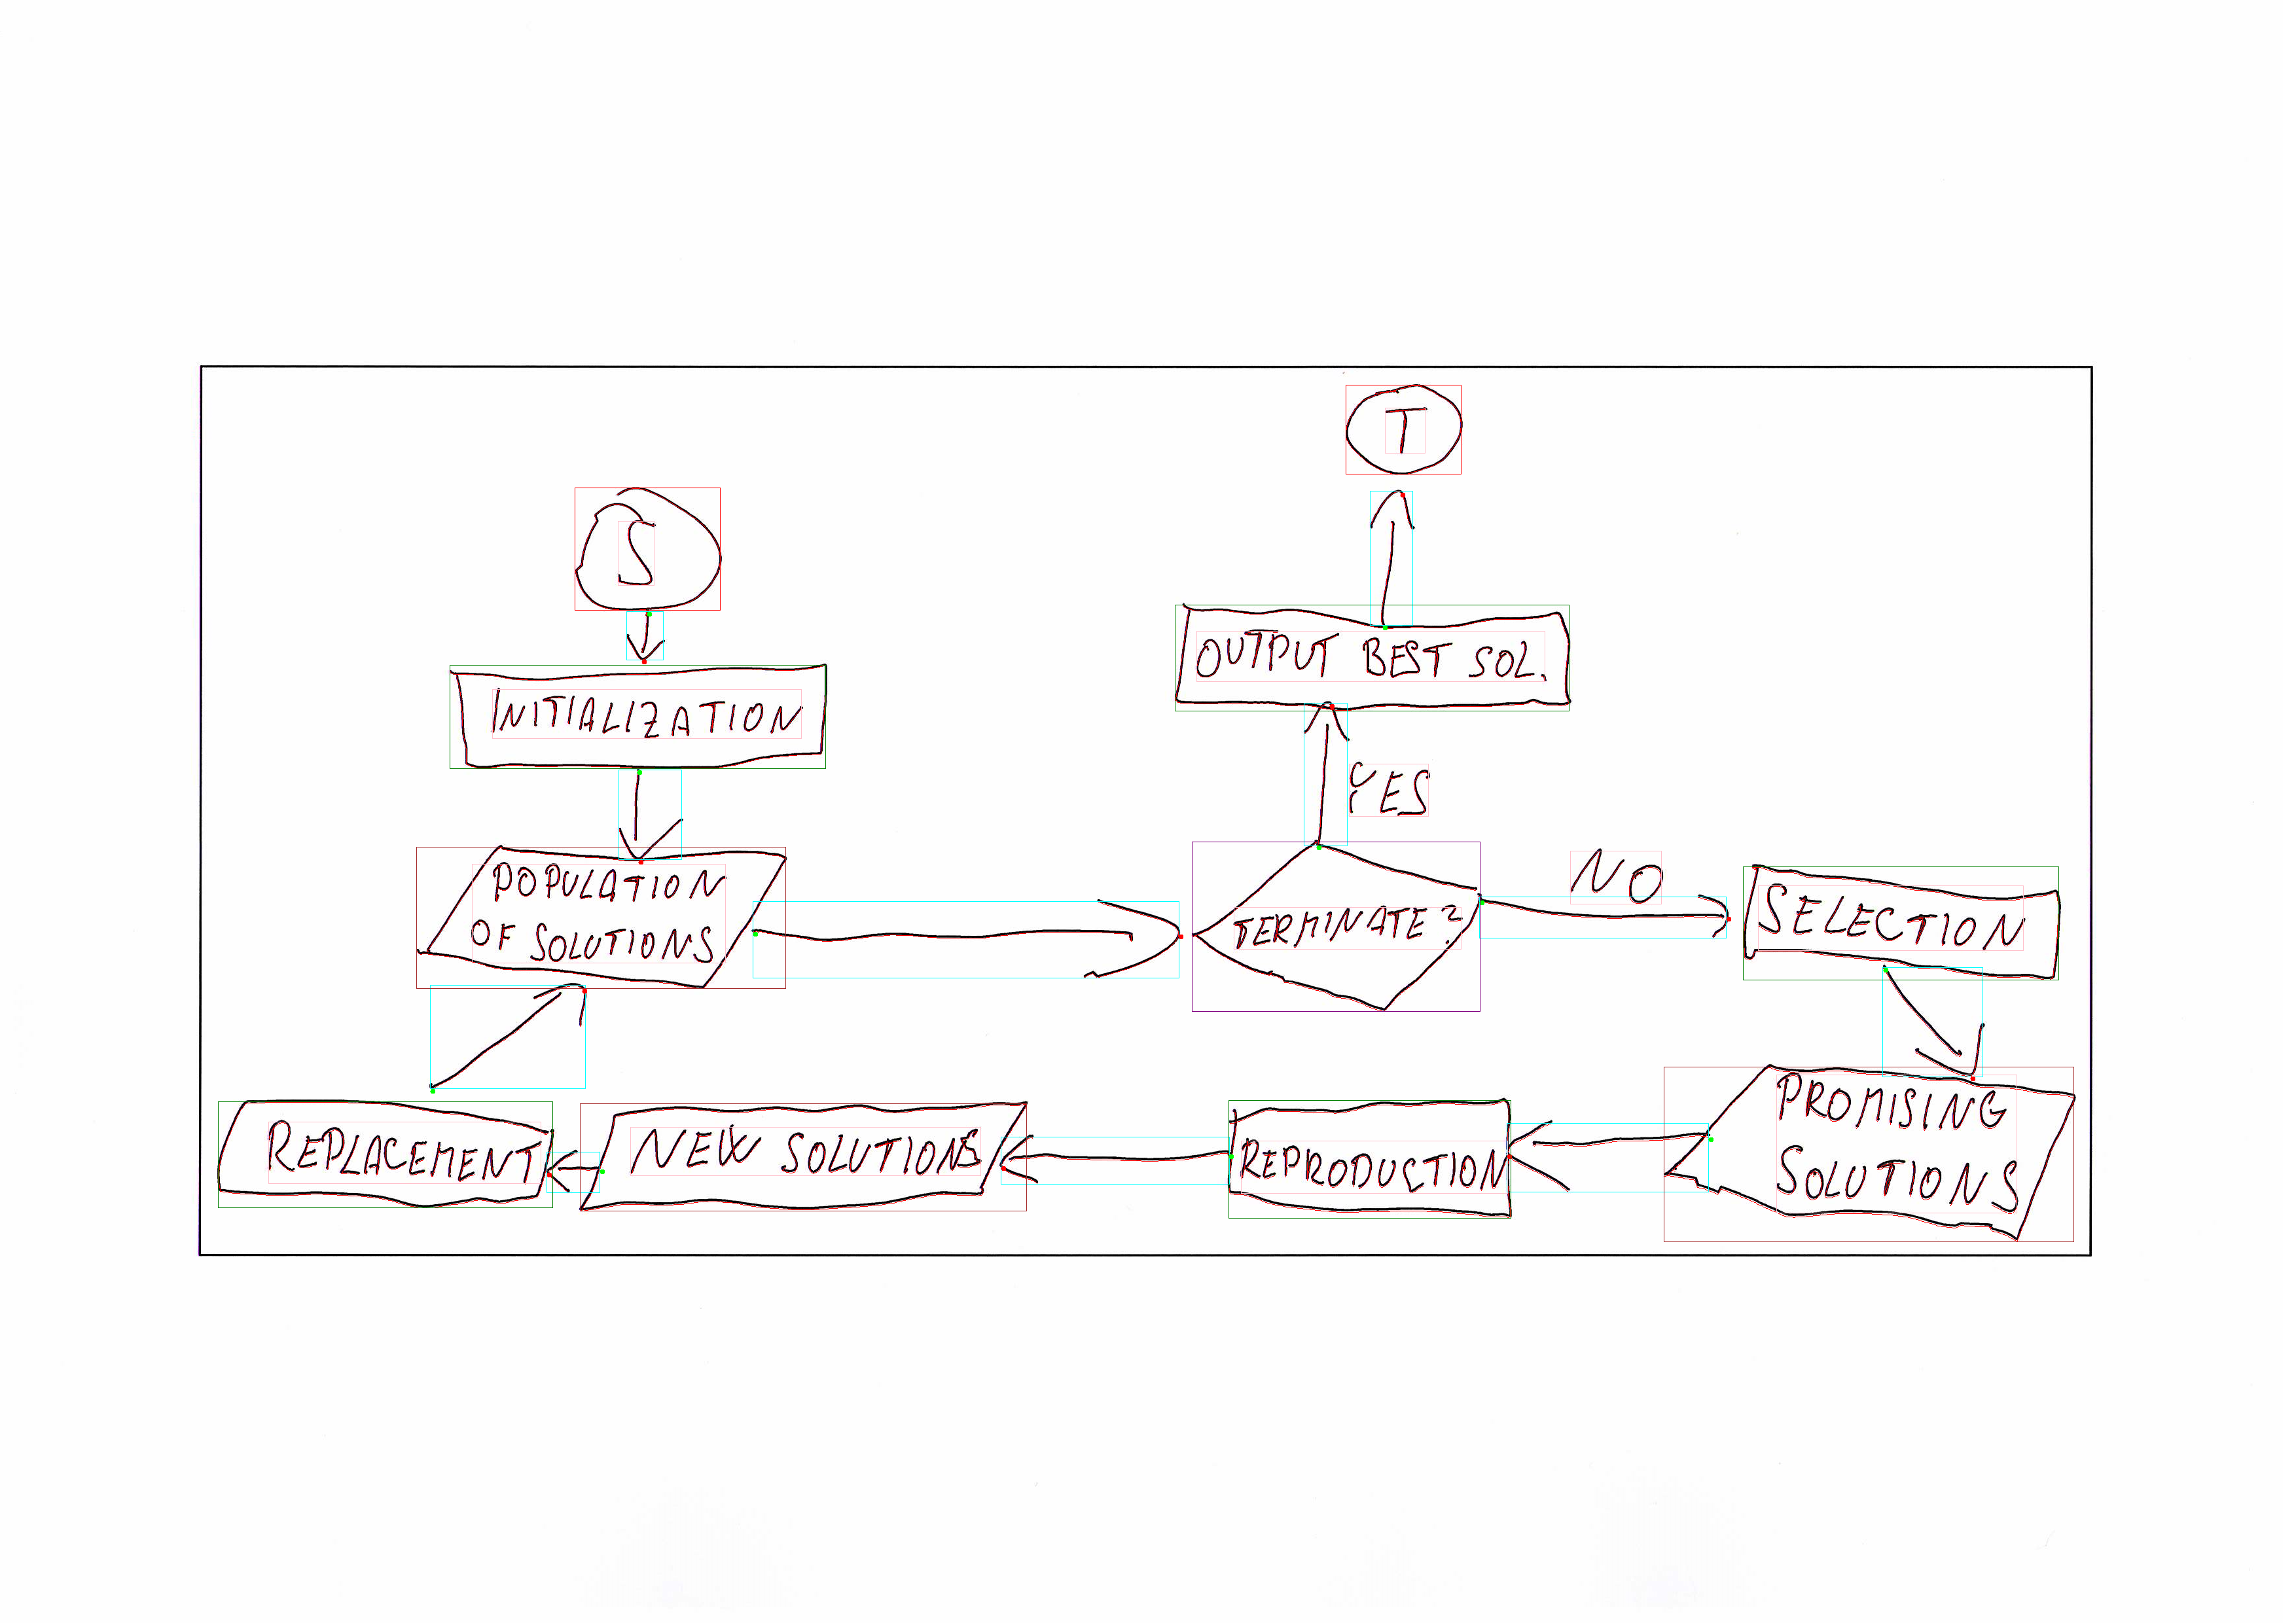 T
S
OUTPUT BEST SOL.
INITIALIZATION
YES
POPULATION
OF SOLUTIONS
TERMINATE?
NO
SELECTION
PROMISING
SOLUTIONS
REPRODUCTION
NEW SOLUTIONS
REPLACEMENT